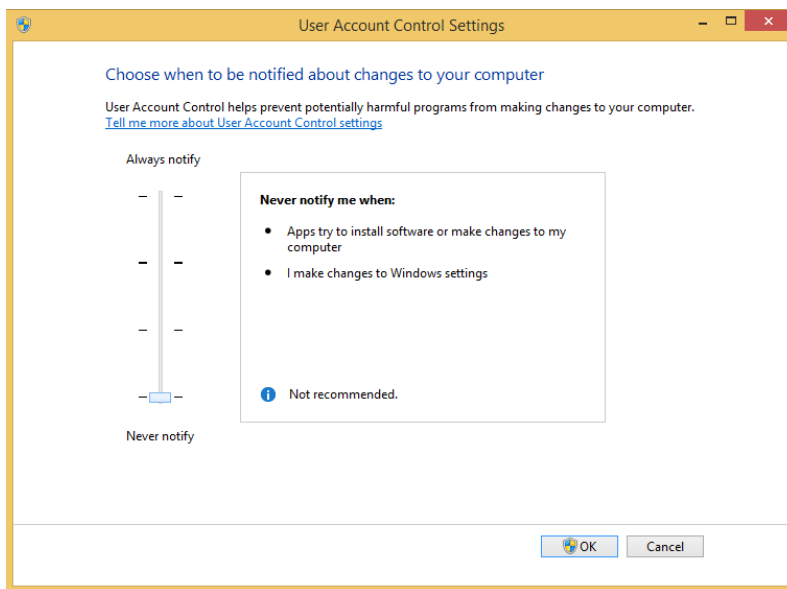 User Account Control Settings
Choose when to be notified about changes to your computer
User Account Control helps prevent potentially harmful programs from making changes to your computer.
Tell me more about User Account Control settings
Always notify
Never notify me when:
• Apps try to install software or make changes to my
computer
• I make changes to Windows settings
Not recommended.
Never notify
OK
Cancel